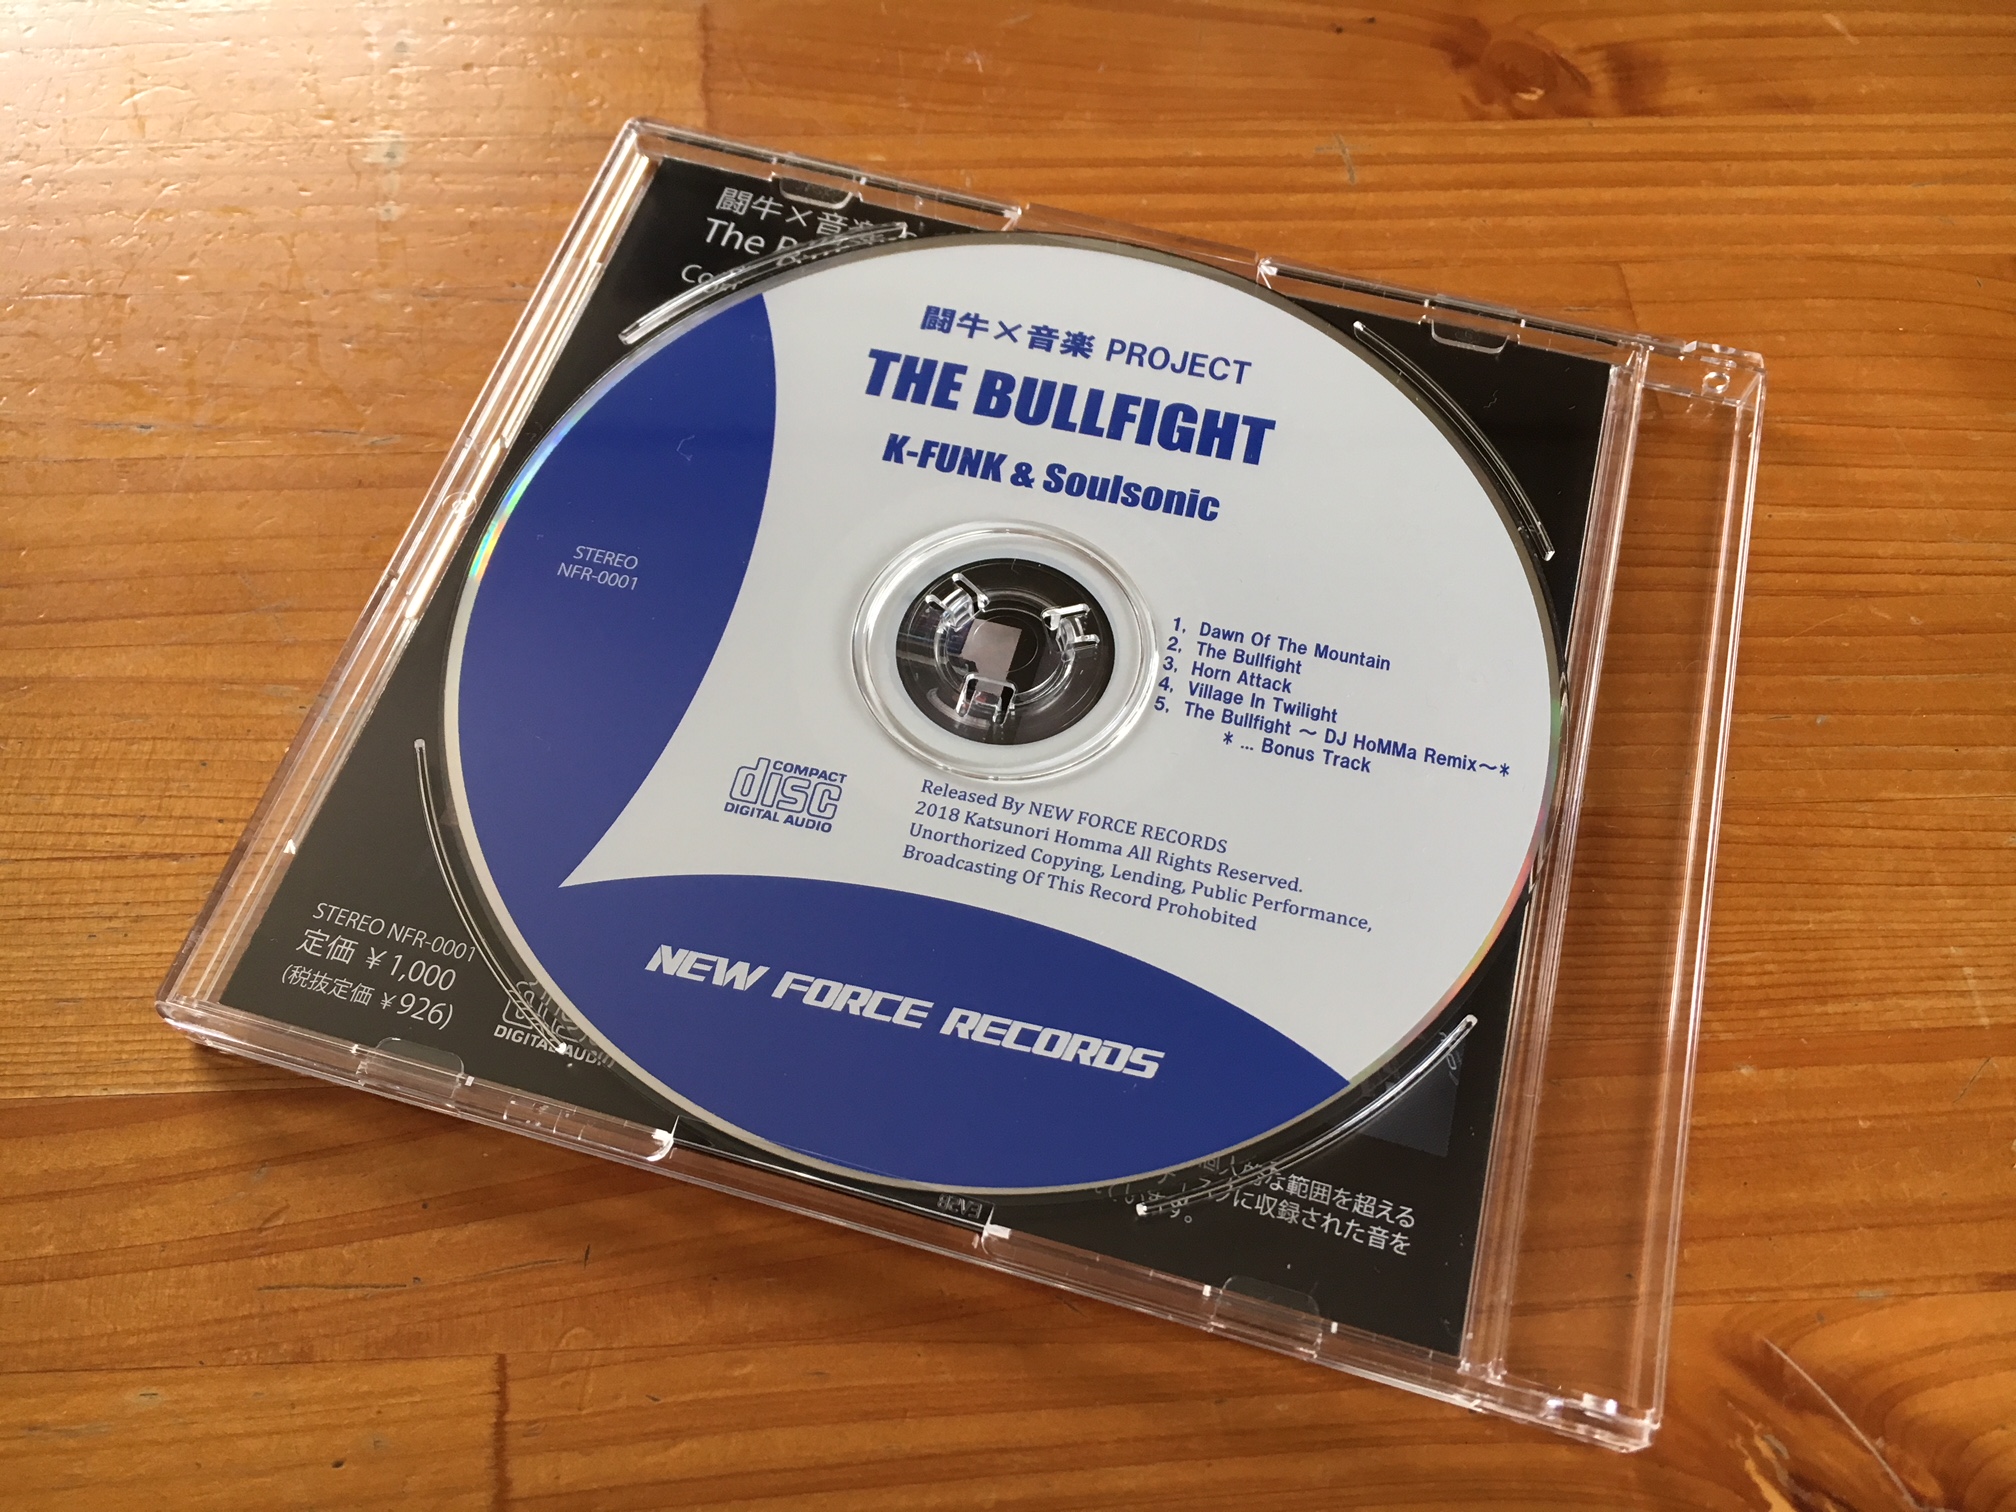 闘牛×音楽
The
闘牛×音楽 PROJECT
THE BULLFIGHT
K-FUNK & Soulsonic
STEREO
NFR-0001
1, Dawn Of The Mountain
2, The Bullfight
3, Horn Attack
4, Village In Twilight
5, The Bullfight ～ DJ HoMMa Remix～*
* ... Bonus Track
COMPACT
disc
DIGITAL AUDIO
Released By NEW FORCE RECORDS
2018 Katsunori Homma All Rights Reserved.
Unorthorized Copying, Lending, Public Performance,
Broadcasting Of This Record Prohobited
NEW FORCE RECORDS
STEREO NFR-0001
定価 ¥1,000
(税抜定価 ¥926)
DIGITAL AUDIO
な範囲を超える
に収録された音を
す。